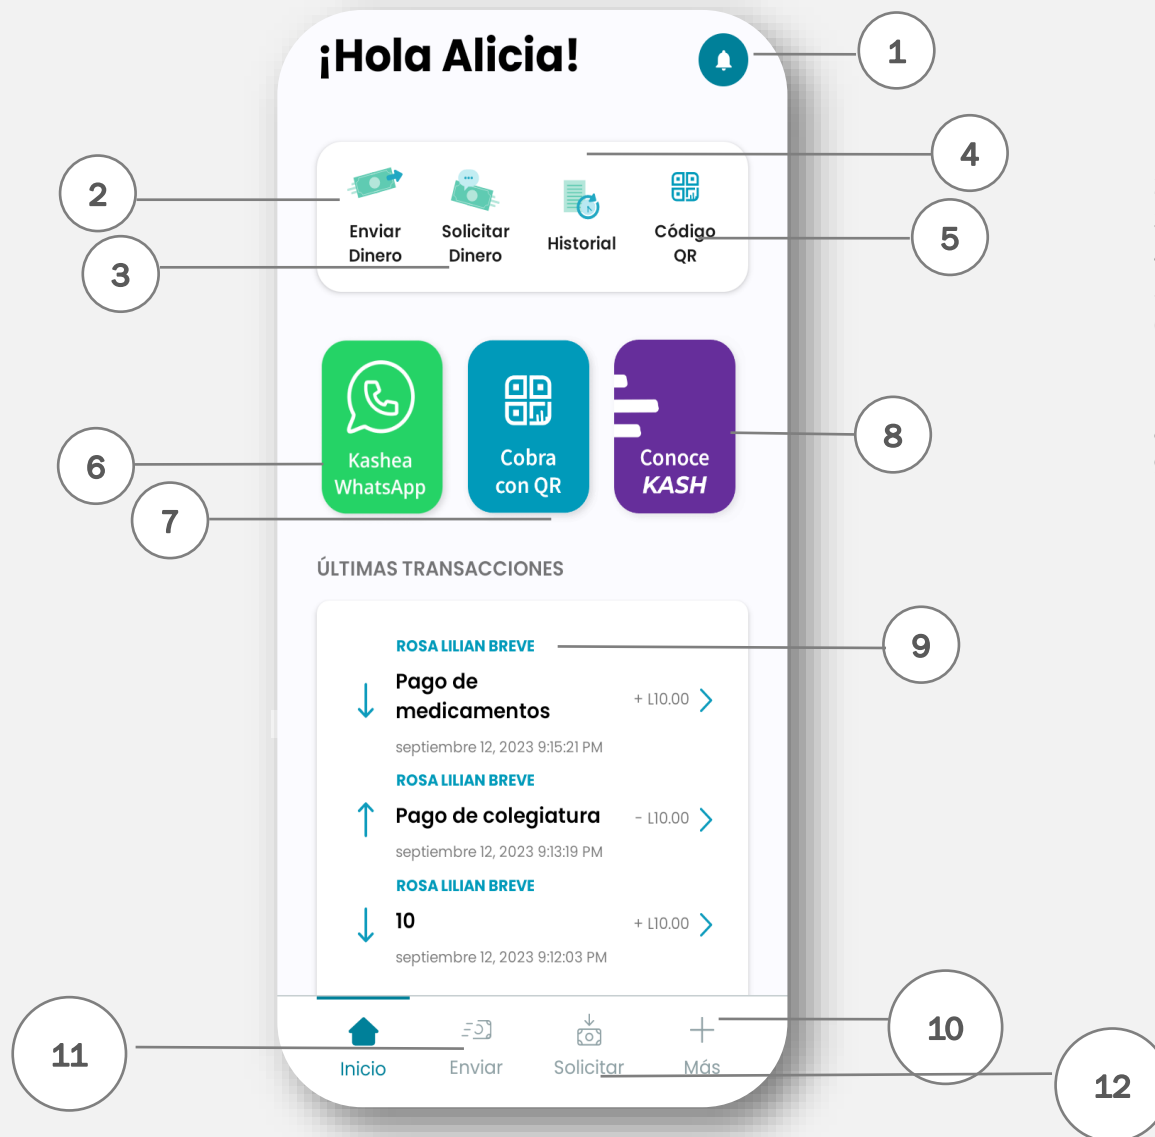 ¡Hola Alicia!
1
2
3
4
5
Enviar
Dinero
Solicitar
Dinero
Historial
Código
QR
6
7
8
Kashea
WhatsApp
Cobra
con QR
Conoce
KASH
ÚLTIMAS TRANSACCIONES
9
ROSA LILIAN BREVE
Pago de
medicamentos
+ L10.00
septiembre 12, 2023 9:15:21 PM
ROSA LILIAN BREVE
Pago de colegiatura
- L10.00
septiembre 12, 2023 9:13:19 PM
ROSA LILIAN BREVE
10
+ L10.00
septiembre 12, 2023 9:12:03 PM
10
11
12
Inicio
Enviar
Solicitar
Más